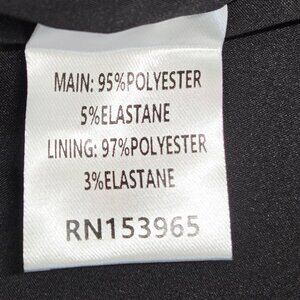 MAIN: 95%POLYESTER
5%ELASTANE
LINING: 97%POLYESTER
3%ELASTANE
RN153965